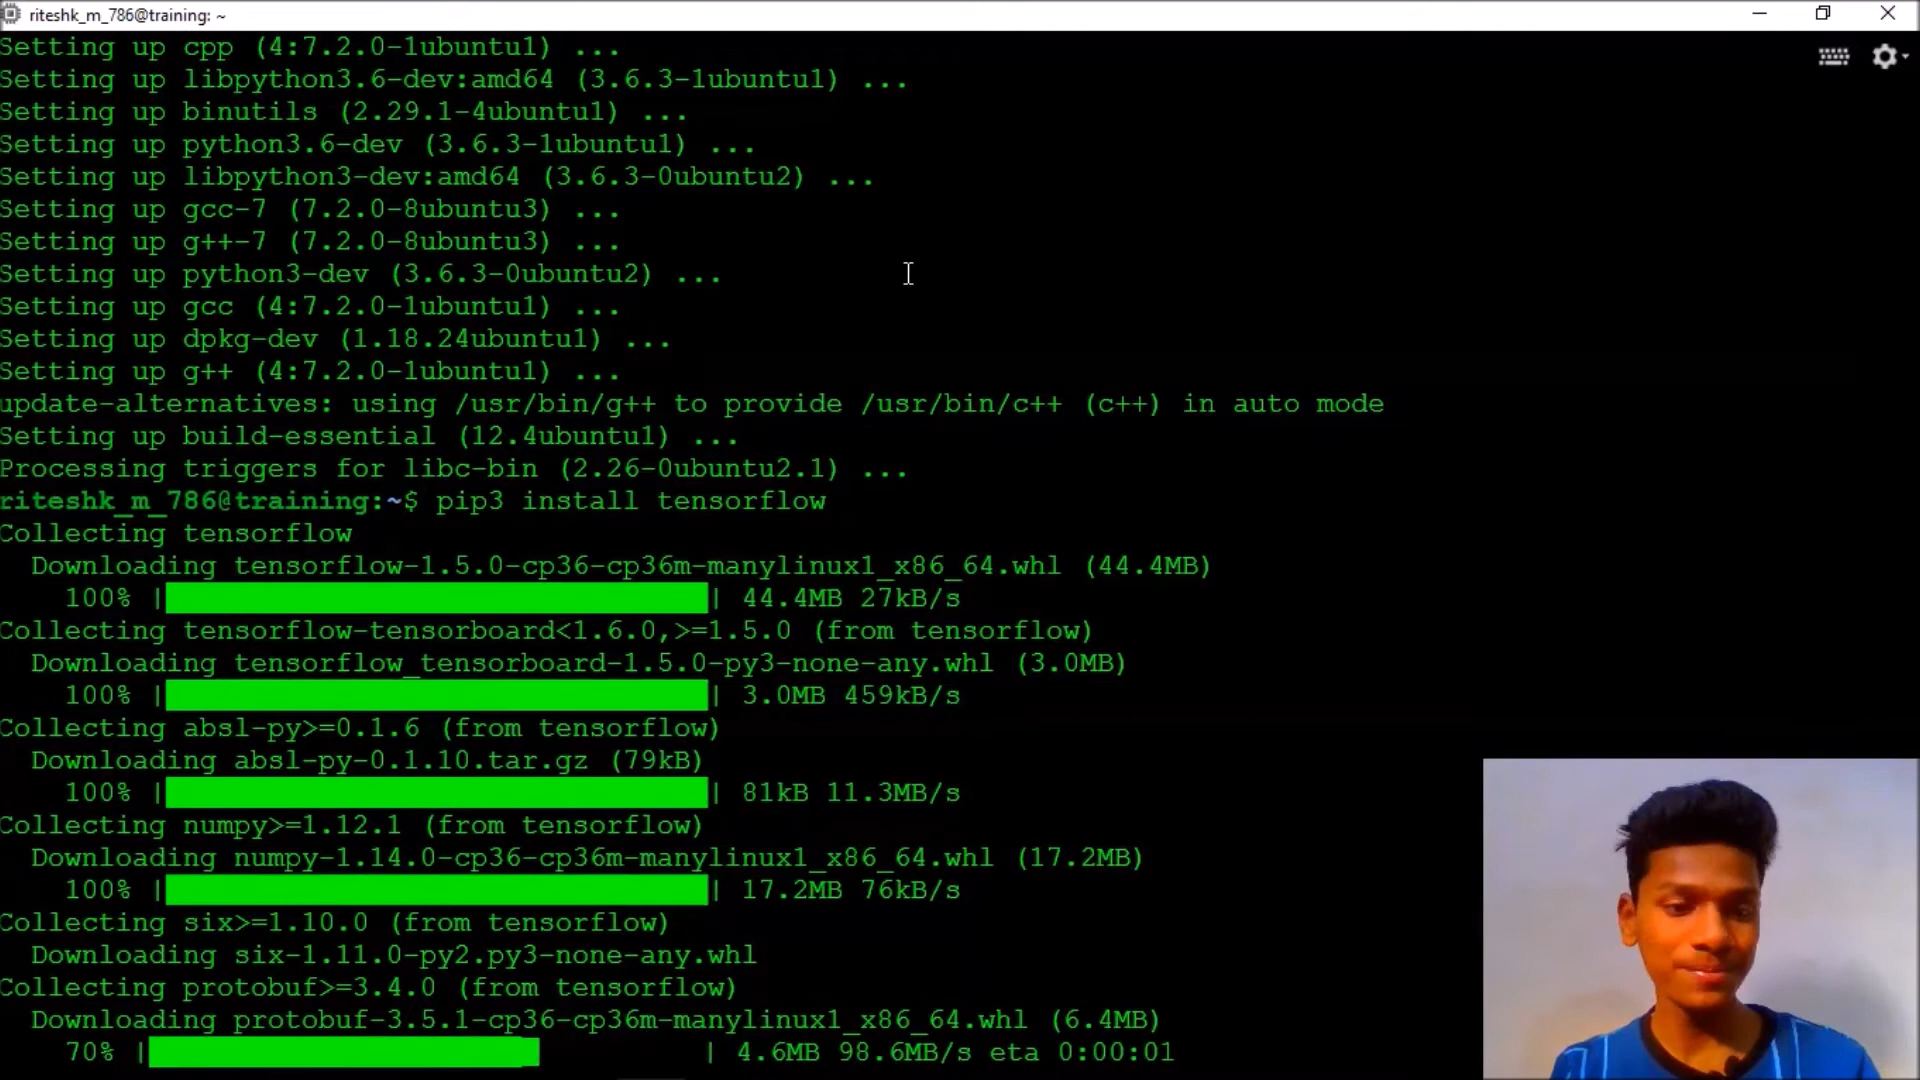 riteshk_m_786@training: ~
Setting up cpp (4:7.2.0-1ubuntu1) ...
Setting up libpython3.6-dev:amd64 (3.6.3-1ubuntu1) ...
Setting up binutils (2.29.1-4ubuntu1) ...
Setting up python3.6-dev (3.6.3-1ubuntu1) ...
Setting up libpython3-dev:amd64 (3.6.3-0ubuntu2) ...
Setting up gcc-7 (7.2.0-8ubuntu3) ...
Setting up g++-7 (7.2.0-8ubuntu3) ...
Setting up python3-dev (3.6.3-0ubuntu2) ...
Setting up gcc (4:7.2.0-1ubuntu1) ...
Setting up dpkg-dev (1.18.24ubuntu1) ...
Setting up g++ (4:7.2.0-1ubuntu1) ...
update-alternatives: using /usr/bin/g++ to provide /usr/bin/c++ (c++) in auto mode
Setting up build-essential (12.4ubuntu1) ...
Processing triggers for libc-bin (2.26-0ubuntu2.1) ...
riteshk_m_786@training:~$ pip3 install tensorflow
Collecting tensorflow
  Downloading tensorflow-1.5.0-cp36-cp36m-manylinux1_x86_64.whl (44.4MB)
    100% | | 44.4MB 27kB/s
Collecting tensorflow-tensorboard<1.6.0,>=1.5.0 (from tensorflow)
  Downloading tensorflow_tensorboard-1.5.0-py3-none-any.whl (3.0MB)
    100% | | 3.0MB 459kB/s
Collecting absl-py>=0.1.6 (from tensorflow)
  Downloading absl-py-0.1.10.tar.gz (79kB)
    100% | | 81kB 11.3MB/s
Collecting numpy>=1.12.1 (from tensorflow)
  Downloading numpy-1.14.0-cp36-cp36m-manylinux1_x86_64.whl (17.2MB)
    100% | | 17.2MB 76kB/s
Collecting six>=1.10.0 (from tensorflow)
  Downloading six-1.11.0-py2.py3-none-any.whl
Collecting protobuf>=3.4.0 (from tensorflow)
  Downloading protobuf-3.5.1-cp36-cp36m-manylinux1_x86_64.whl (6.4MB)
    70% | | 4.6MB 98.6MB/s eta 0:00:01